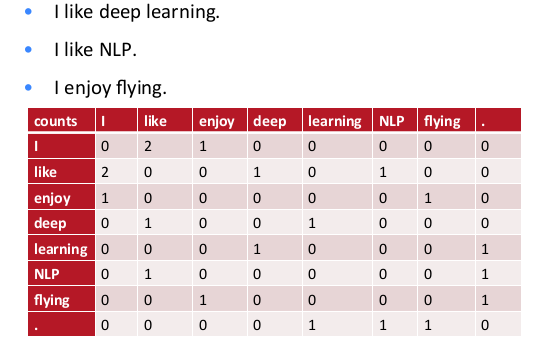 • I like deep learning.
• I like NLP.
• I enjoy flying.
counts I like enjoy deep learning NLP flying .
I 0 2 1 0 0 0 0 0
like 2 0 0 1 0 1 0 0
enjoy 1 0 0 0 0 0 1 0
deep 0 1 0 0 1 0 0 0
learning 0 0 0 1 0 0 0 1
NLP 0 1 0 0 0 0 0 1
flying 0 0 1 0 0 0 0 1
. 0 0 0 0 1 1 1 0